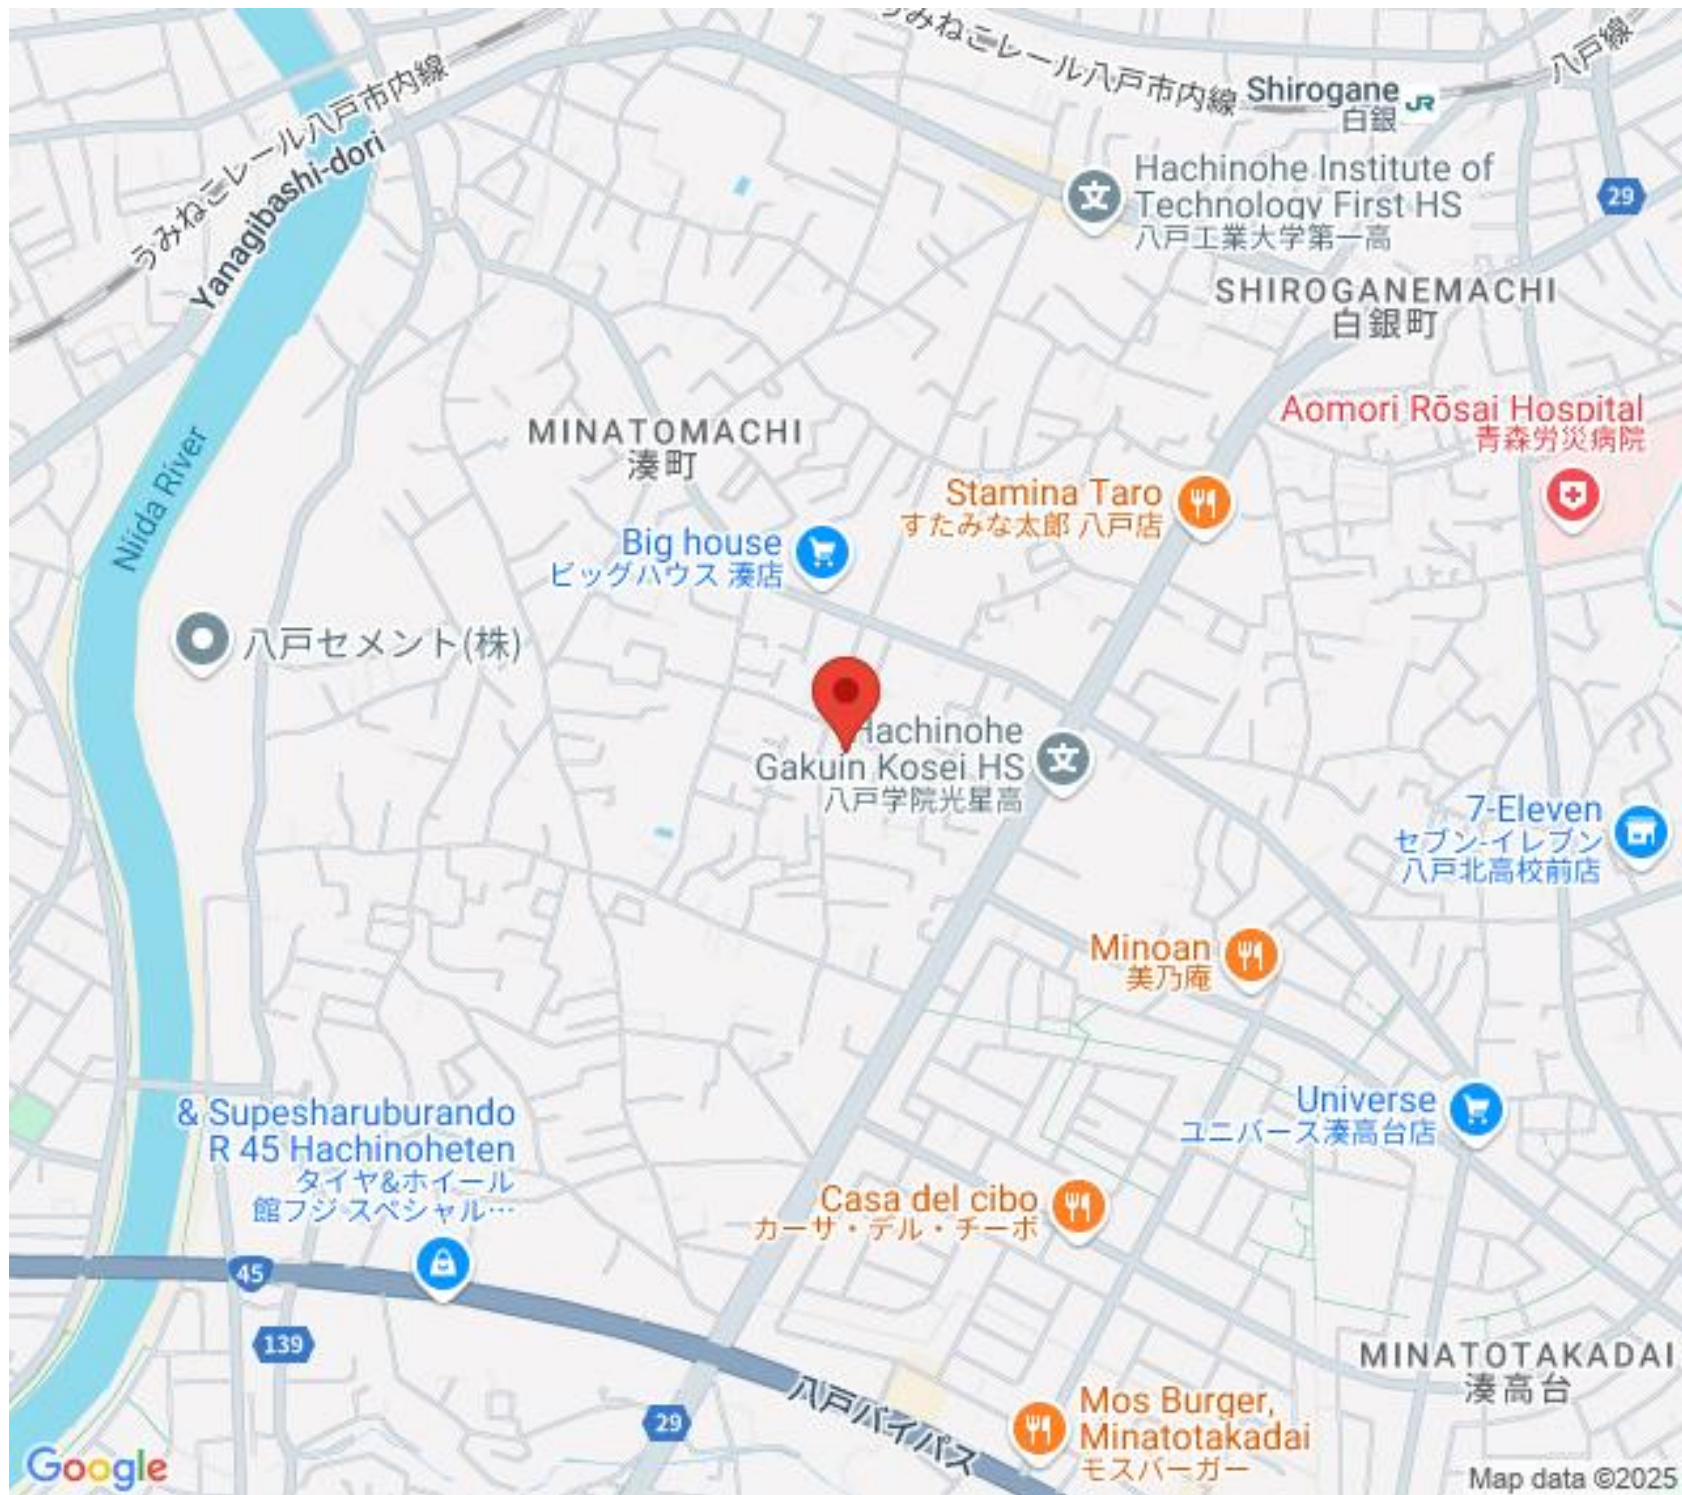 うみねこレール八戸市内線
八戸線
Shirogane
白銀
うみねこレール八戸市内線
Yanagibashi-dori
Hachinohe Institute of
Technology First HS
八戸工業大学第一高
29
SHIROGANEMACHI
白銀町
Aomori Rōsai Hospital
青森労災病院
MINATOMACHI
湊町
Niida River
Stamina Taro
すたみな太郎 八戸店
Big house
ビッグハウス 湊店
八戸セメント(株)
Hachinohe
Gakuin Kosei HS
八戸学院光星高
7-Eleven
セブン-イレブン
八戸北高校前店
Minoan
美乃庵
& Supesharuburando
R 45 Hachinoheten
タイヤ&ホイール
館フジ・スペシャル…
Universe
ユニバース湊高台店
Casa del cibo
カーサ・デル・チーボ
45
139
MINATOTAKADAI
湊高台
八戸バイパス
29
Mos Burger,
Minatotakadai
モスバーガー
Google
Map data ©2025